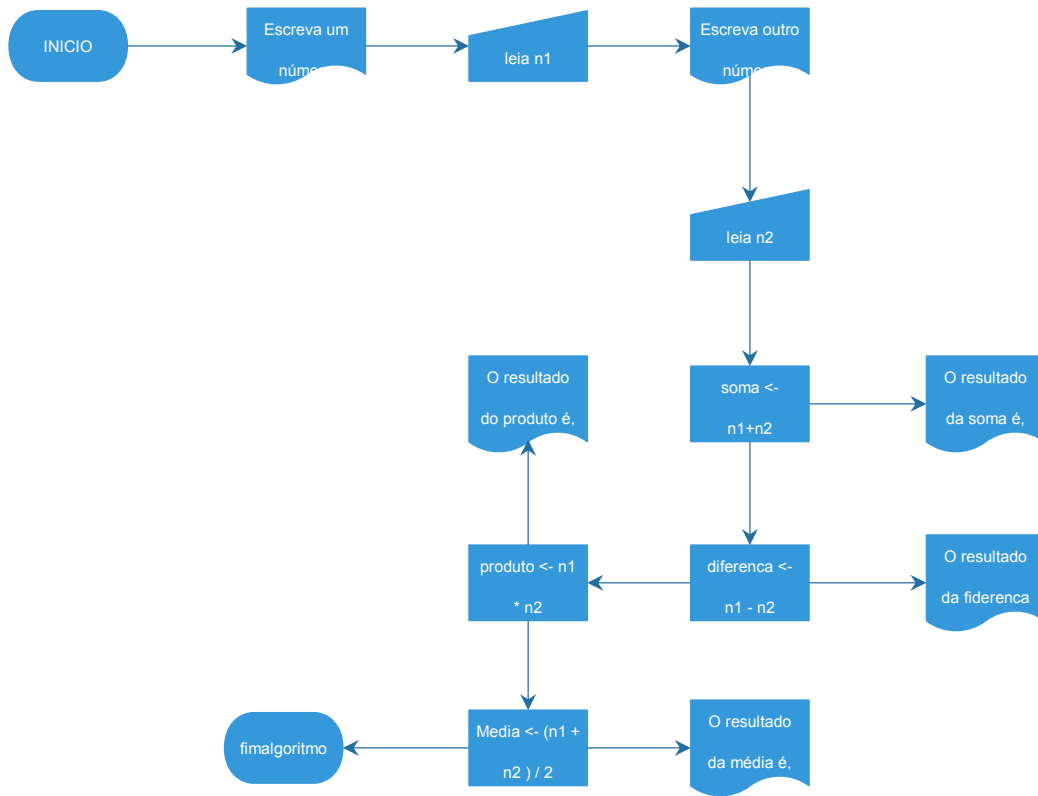 INICIO
Escreva um
leia n1
Escreva outro
leia n2
soma <-
n1+n2
O resultado
da soma é,
diferenca <-
n1 - n2
O resultado
da fiderenca
produto <- n1
* n2
O resultado
do produto é,
Media <- (n1 +
n2 ) / 2
O resultado
da média é,
fimalgoritmo